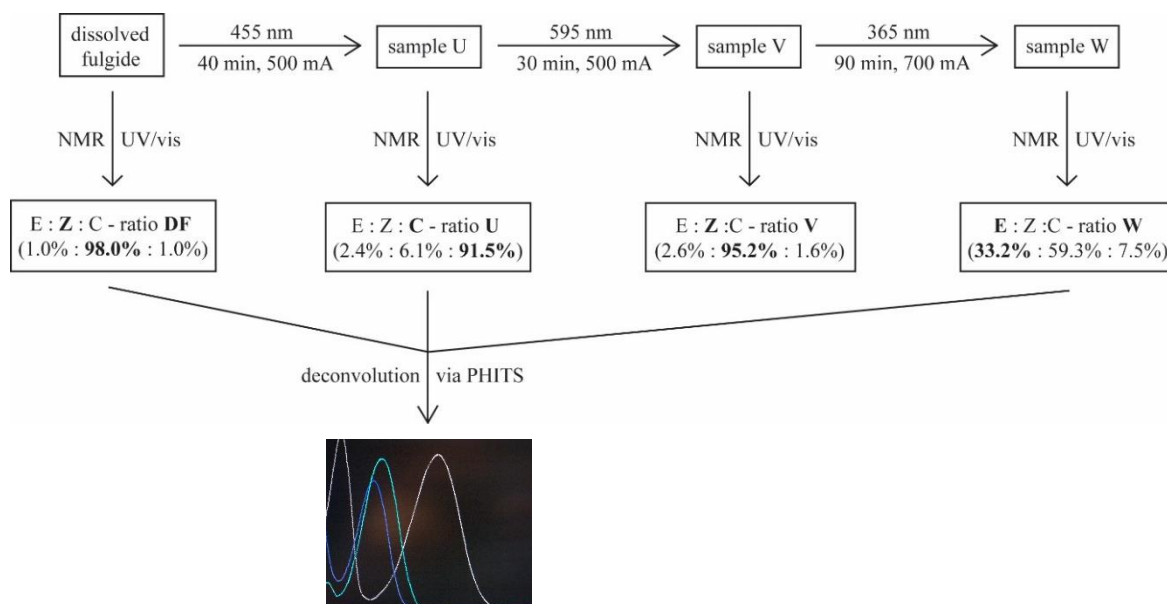 dissolved
fulgide
455 nm
40 min, 500 mA
sample U
595 nm
30 min, 500 mA
sample V
365 nm
90 min, 700 mA
sample W
NMR UV/vis
NMR UV/vis
NMR UV/vis
NMR UV/vis
E : Z : C - ratio DF
(1.0% : 98.0% : 1.0%)
E : Z : C - ratio U
(2.4% : 6.1% : 91.5%)
E : Z :C - ratio V
(2.6% : 95.2% : 1.6%)
E : Z :C - ratio W
(33.2% : 59.3% : 7.5%)
deconvolution via PHITS